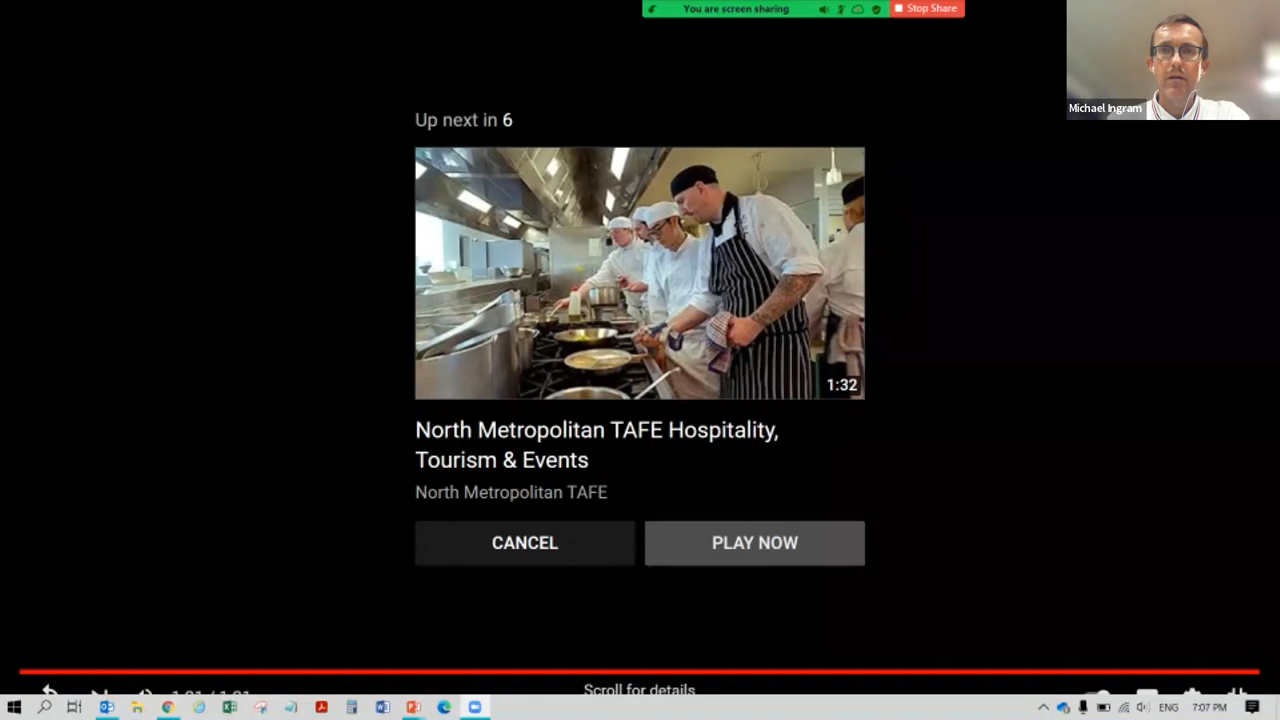 You are screen sharing
Stop Share
Michael Ingram
Up next in 6
1:32
North Metropolitan TAFE Hospitality,
Tourism & Events
North Metropolitan TAFE
CANCEL
PLAY NOW
Scroll for details
ENG
7:07 PM